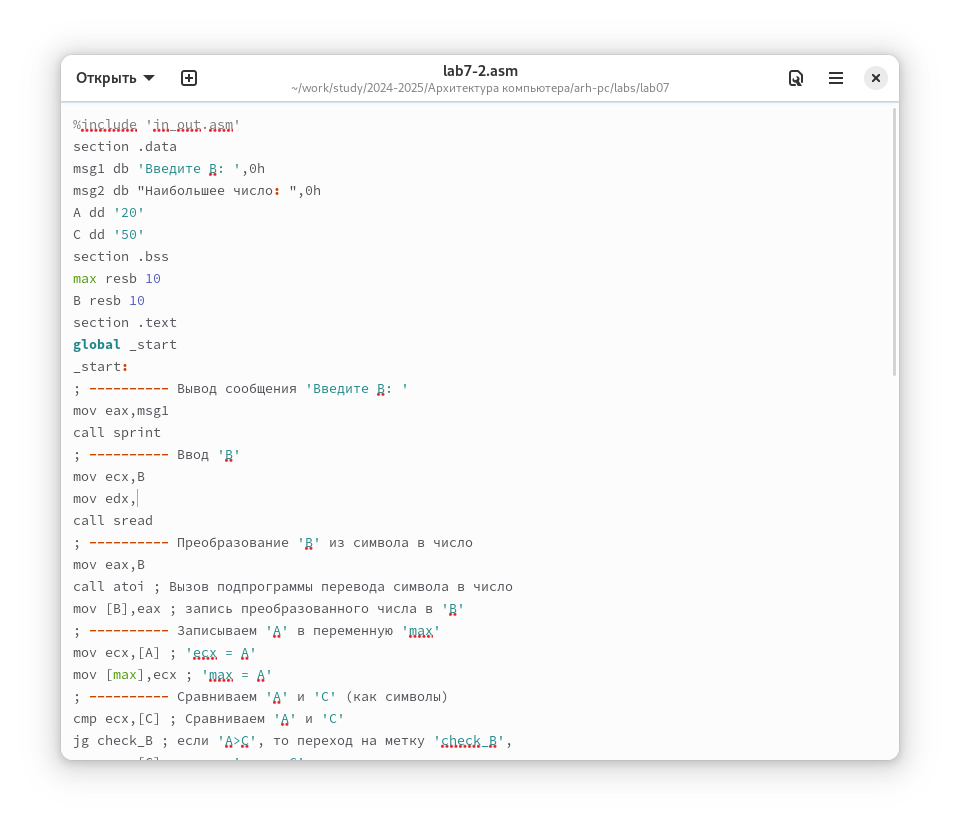 Открыть
lab7-2.asm
~/work/study/2024-2025/Архитектура компьютера/arh-pc/labs/lab07
%include 'in_out.asm'
section .data
msg1 db 'Введите B: ',0h
msg2 db "Наибольшее число: ",0h
A dd '20'
C dd '50'
section .bss
max resb 10
B resb 10
section .text
global _start
_start:
; ---------- Вывод сообщения 'Введите B: '
mov eax,msg1
call sprint
; ---------- Ввод 'B'
mov ecx,B
mov edx,
call sread
; ---------- Преобразование 'B' из символа в число
mov eax,B
call atoi ; Вызов подпрограммы перевода символа в число
mov [B],eax ; запись преобразованного числа в 'B'
; ---------- Записываем 'A' в переменную 'max'
mov ecx,[A] ; 'ecx = A'
mov [max],ecx ; 'max = A'
; ---------- Сравниваем 'A' и 'С' (как символы)
cmp ecx,[C] ; Сравниваем 'A' и 'С'
jg check_B ; если 'A>C', то переход на метку 'check_B',